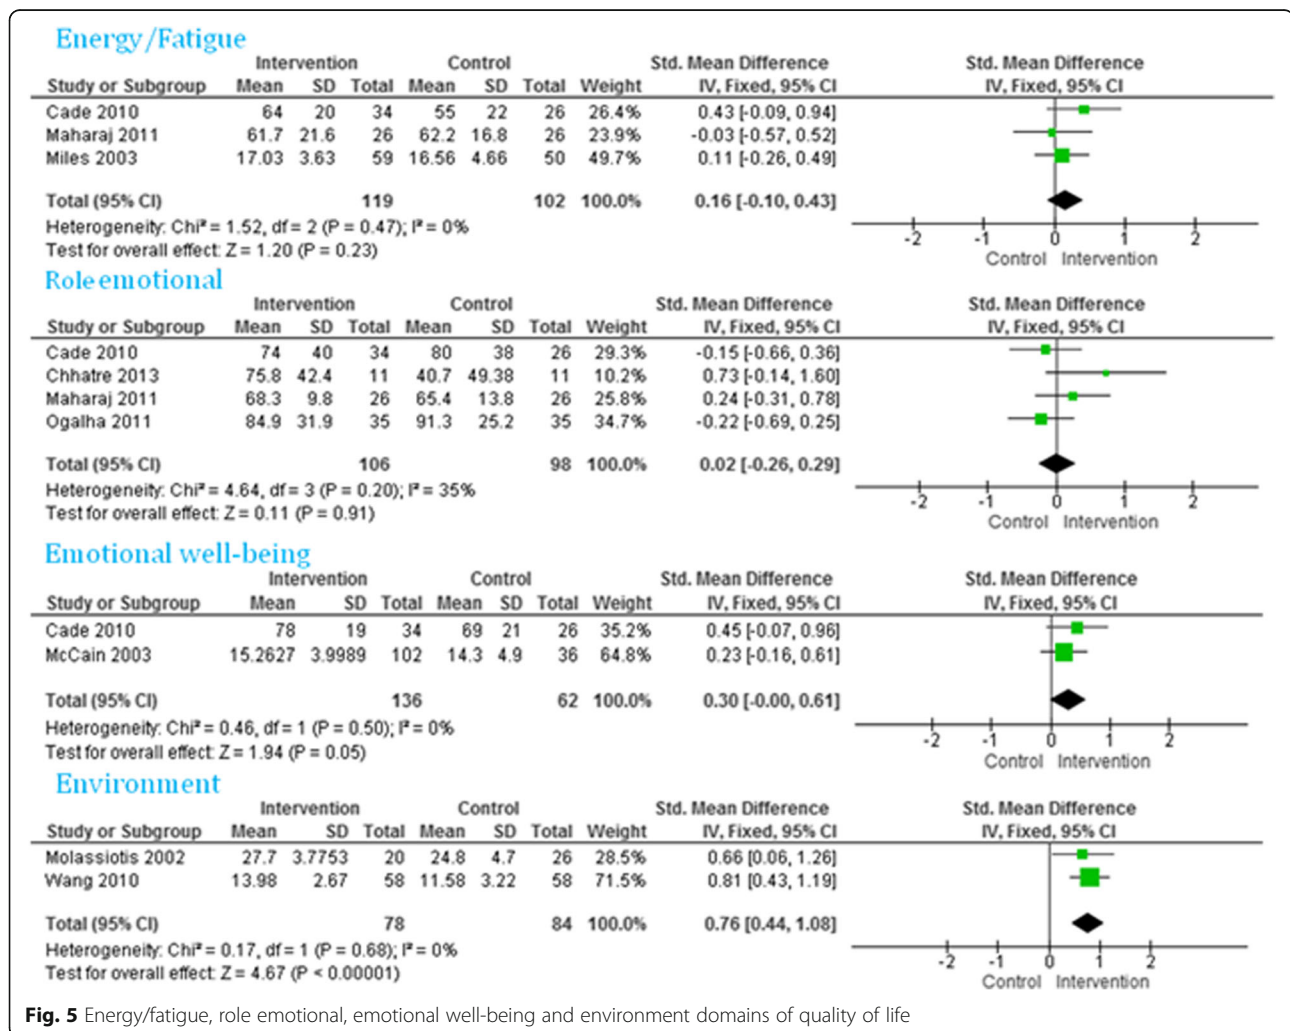 Energy/Fatigue
Intervention Control Std. Mean Difference Std. Mean Difference
Study or Subgroup Mean SD Total Mean SD Total Weight IV, Fixed, 95% CI IV, Fixed, 95% CI
Cade 2010 64 20 34 55 22 26 26.4% 0.43 [-0.09, 0.94]
Maharaj 2011 61.7 21.6 26 62.2 16.8 26 23.9% -0.03 [-0.57, 0.52]
Miles 2003 17.03 3.63 59 16.56 4.66 50 49.7% 0.11 [-0.26, 0.49]
Total (95% CI) 119 102 100.0% 0.16 [-0.10, 0.43]
Heterogeneity: Chi² = 1.52, df = 2 (P = 0.47); I² = 0%
Test for overall effect: Z = 1.20 (P = 0.23)
-2 -1 0 1 2
Control Intervention
Role emotional
Intervention Control Std. Mean Difference Std. Mean Difference
Study or Subgroup Mean SD Total Mean SD Total Weight IV, Fixed, 95% CI IV, Fixed, 95% CI
Cade 2010 74 40 34 80 38 26 29.3% -0.15 [-0.66, 0.36]
Chhatre 2013 75.8 42.4 11 40.7 49.38 11 10.2% 0.73 [-0.14, 1.60]
Maharaj 2011 68.3 9.8 26 65.4 13.8 26 25.8% 0.24 [-0.31, 0.78]
Ogalha 2011 84.9 31.9 35 91.3 25.2 35 34.7% -0.22 [-0.69, 0.25]
Total (95% CI) 106 98 100.0% 0.02 [-0.26, 0.29]
Heterogeneity: Chi² = 4.64, df = 3 (P = 0.20); I² = 35%
Test for overall effect: Z = 0.11 (P = 0.91)
-2 -1 0 1 2
Control Intervention
Emotional well-being
Intervention Control Std. Mean Difference Std. Mean Difference
Study or Subgroup Mean SD Total Mean SD Total Weight IV, Fixed, 95% CI IV, Fixed, 95% CI
Cade 2010 78 19 34 69 21 26 35.2% 0.45 [-0.07, 0.96]
McCain 2003 15.2627 3.9989 102 14.3 4.9 36 64.8% 0.23 [-0.16, 0.61]
Total (95% CI) 136 62 100.0% 0.30 [-0.00, 0.61]
Heterogeneity: Chi² = 0.46, df = 1 (P = 0.50); I² = 0%
Test for overall effect: Z = 1.94 (P = 0.05)
-2 -1 0 1 2
Control Intervention
Environment
Intervention Control Std. Mean Difference Std. Mean Difference
Study or Subgroup Mean SD Total Mean SD Total Weight IV, Fixed, 95% CI IV, Fixed, 95% CI
Molassiotis 2002 27.7 3.7753 20 24.8 4.7 26 28.5% 0.66 [0.06, 1.26]
Wang 2010 13.98 2.67 58 11.58 3.22 58 71.5% 0.81 [0.43, 1.19]
Total (95% CI) 78 84 100.0% 0.76 [0.44, 1.08]
Heterogeneity: Chi² = 0.17, df = 1 (P = 0.68); I² = 0%
Test for overall effect: Z = 4.67 (P < 0.00001)
-2 -1 0 1 2
Control Intervention
Fig. 5 Energy/fatigue, role emotional, emotional well-being and environment domains of quality of life